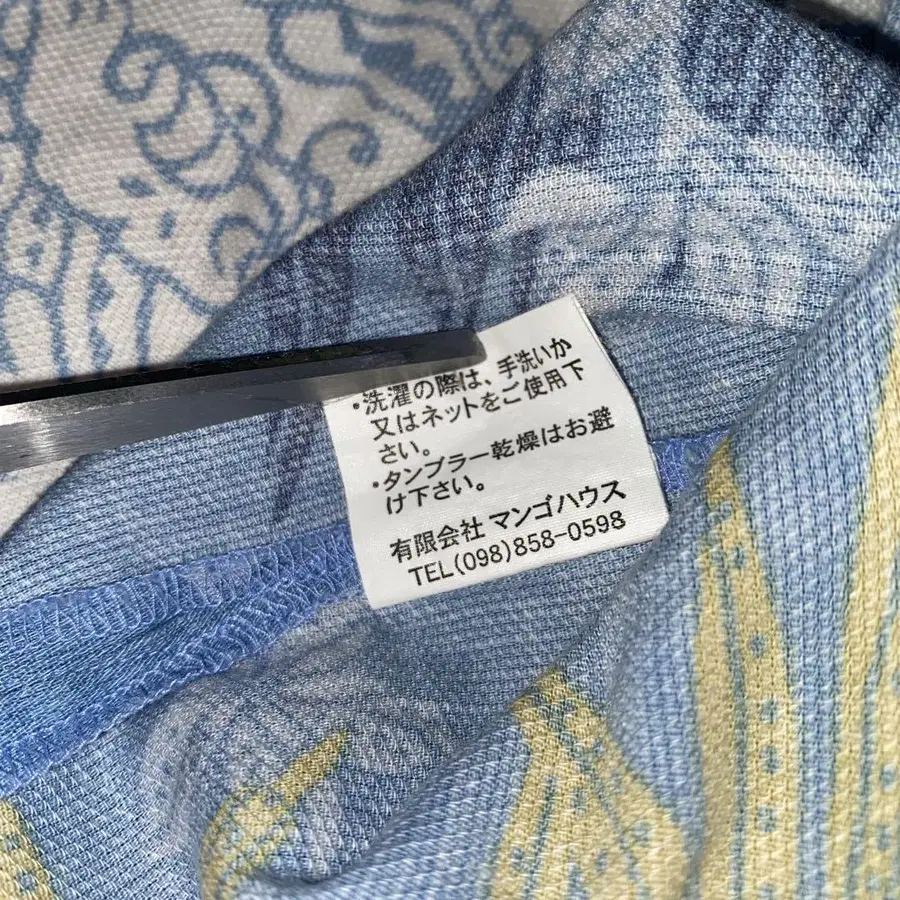 ・洗濯の際は、手洗いか
又はネットをご使用下
さい。
・タンブラー乾燥はお避
け下さい。
有限会社 マンゴハウス
TEL(098)858-0598